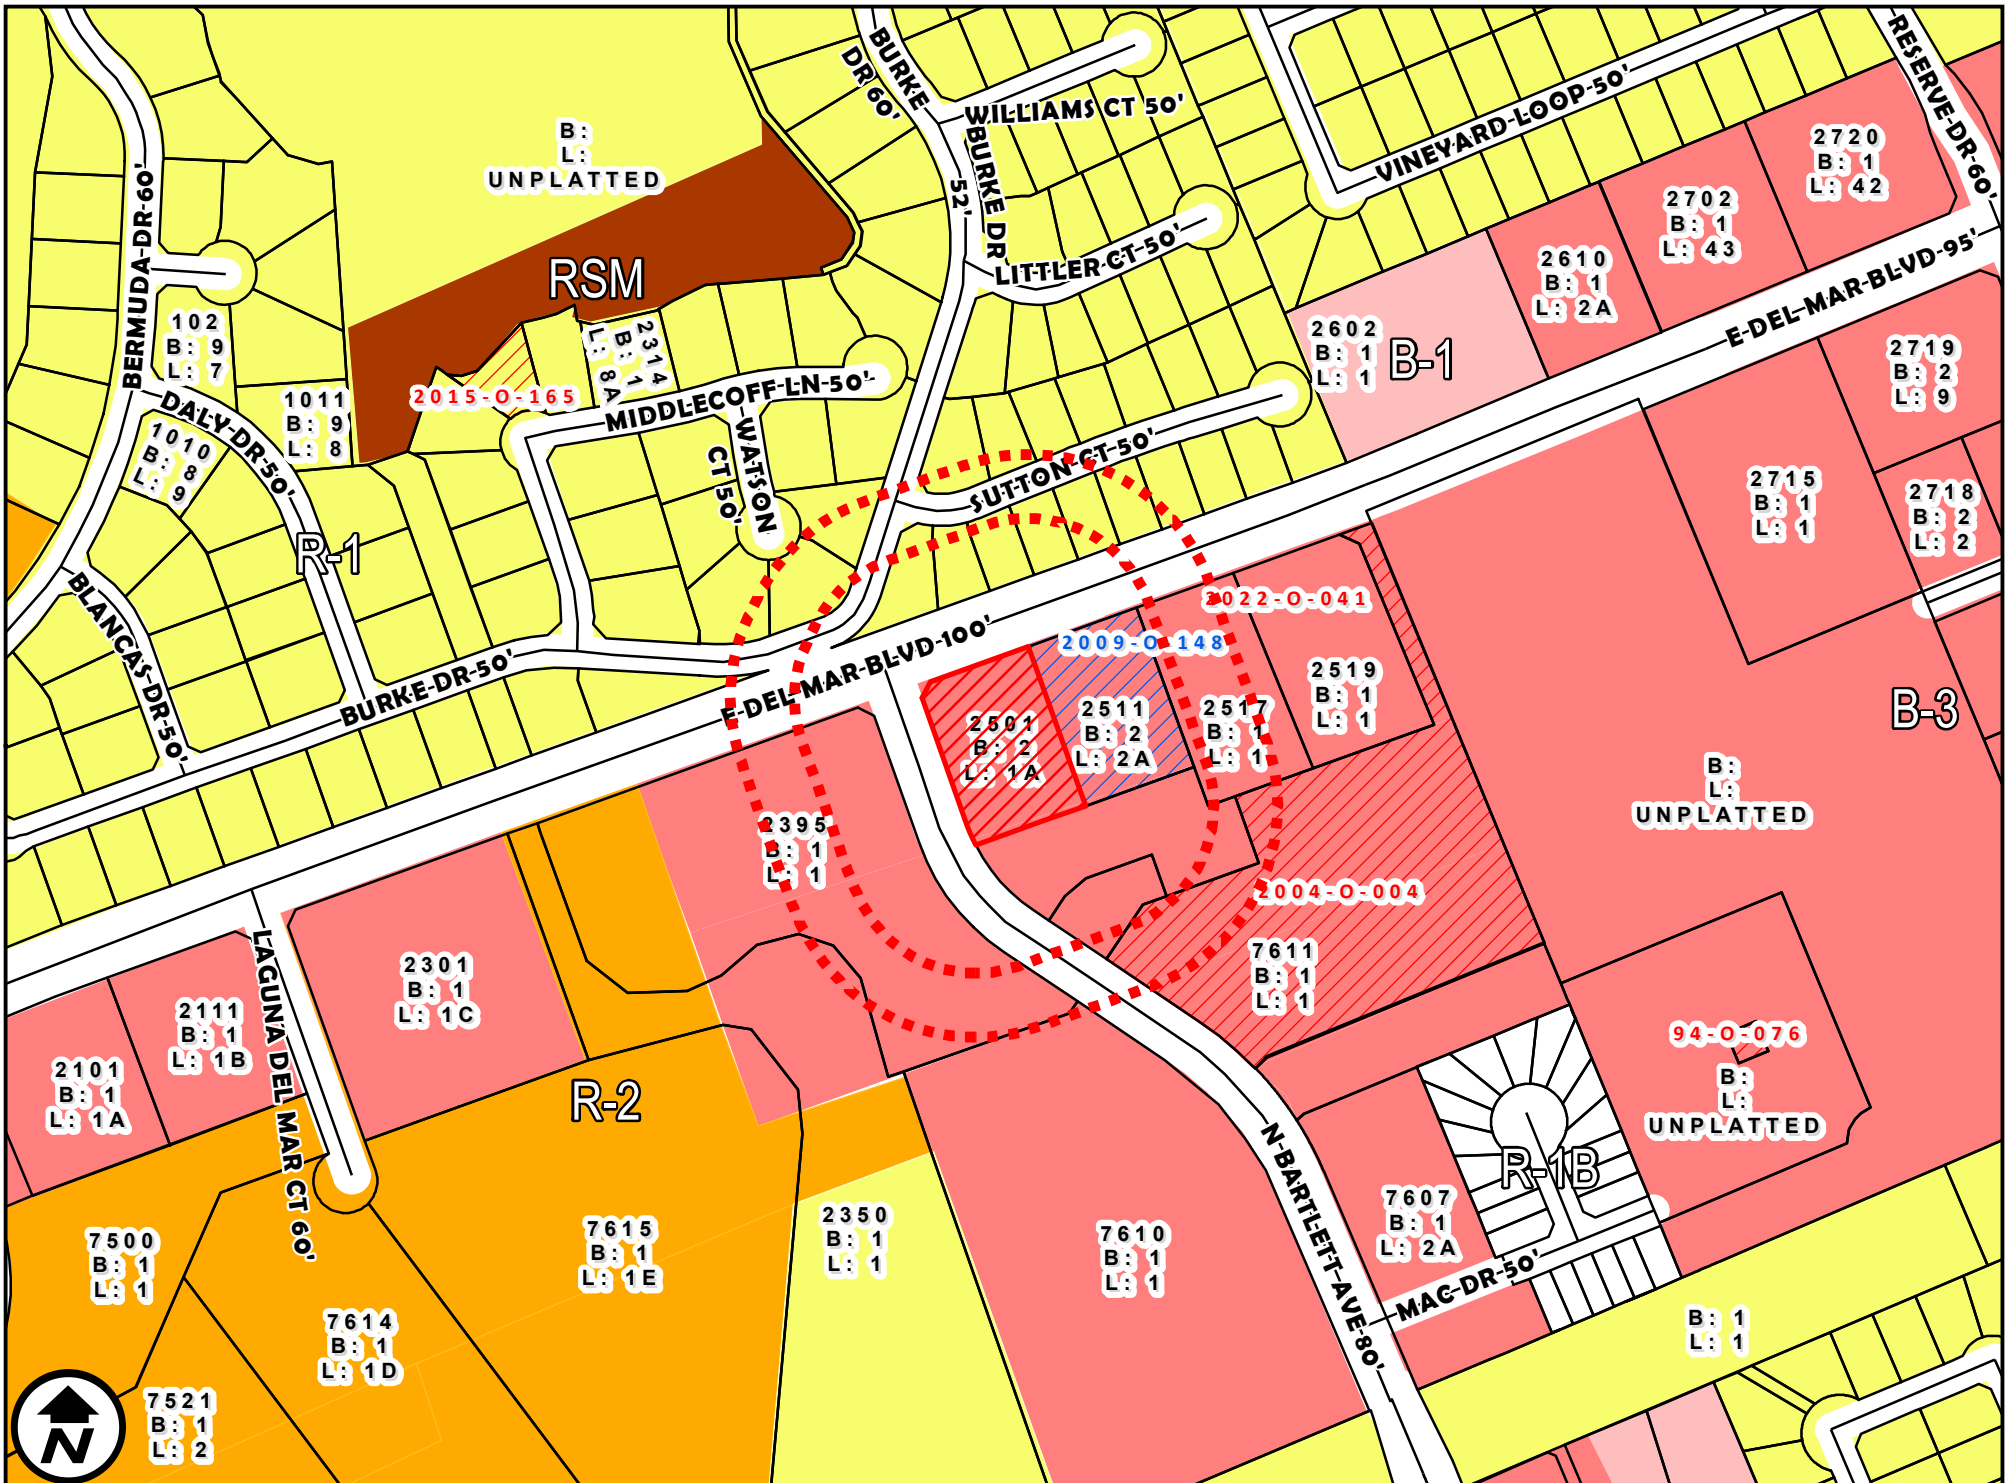 BURKE
DR 60'
WILLIAMS CT 50'
BURKE DR
52'
VINEYARD-LOOP-50'
RESERVE-DR-60'
B:
L:
UNPLATTED
2720
B: 1
L: 42
2702
B: 1
L: 43
BERMUDA-DR-60'
RSM
LITTLER-CT-50'
2610
B: 1
L: 2A
E-DEL-MAR-BLVD-95'
102
B: 9
L: 7
2314
B: 1
L: 8A
2602
B: 1
L: 1
B-1
2719
B: 2
L: 9
2015-O-165
MIDDLECOFF-LN-50'
1011
B: 9
L: 8
DALY-DR-50'
1010
B: 8
L: 9
WATSON
CT 50'
SUTTON-CT-50'
2715
B: 1
L: 1
2718
B: 2
L: 2
R-1
BLANCAS-DR-50'
2022-O-041
2009-O-148
E-DEL-MAR-BLVD-100'
BURKE-DR-50'
2519
B: 1
L: 1
2501
B: 2
L: 1A
2511
B: 2
L: 2A
2517
B: 1
L: 1
B-3
B:
L:
UNPLATTED
2395
B: 1
L: 1
2004-O-004
7611
B: 1
L: 1
2301
B: 1
L: 1C
LAGUNA DEL MAR CT 60'
2111
B: 1
L: 1B
2101
B: 1
L: 1A
R-2
94-O-076
B:
L:
UNPLATTED
N-BARTLETT-AVE-80'
R-1B
7607
B: 1
L: 2A
MAC-DR-50'
7500
B: 1
L: 1
7615
B: 1
L: 1E
2350
B: 1
L: 1
7610
B: 1
L: 1
7614
B: 1
L: 1D
B: 1
L: 1
7521
B: 1
L: 2
N